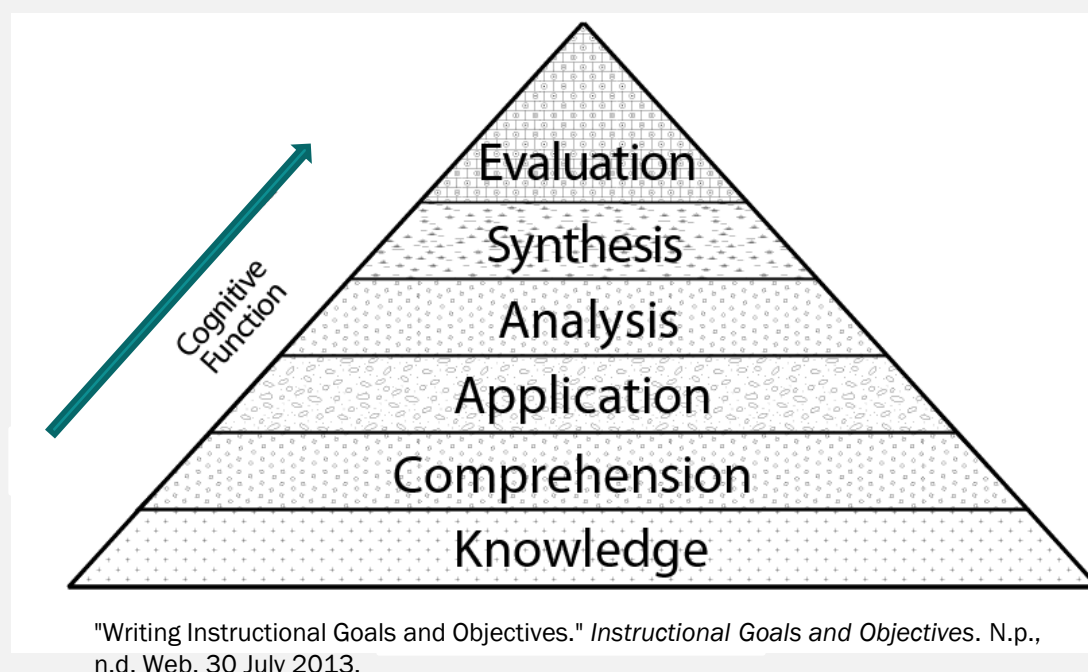 Evaluation
Synthesis
Cognitive
Function
Analysis
Application
Comprehension
Knowledge
"Writing Instructional Goals and Objectives." Instructional Goals and Objectives. N.p.,
n.d. Web. 30 July 2013.